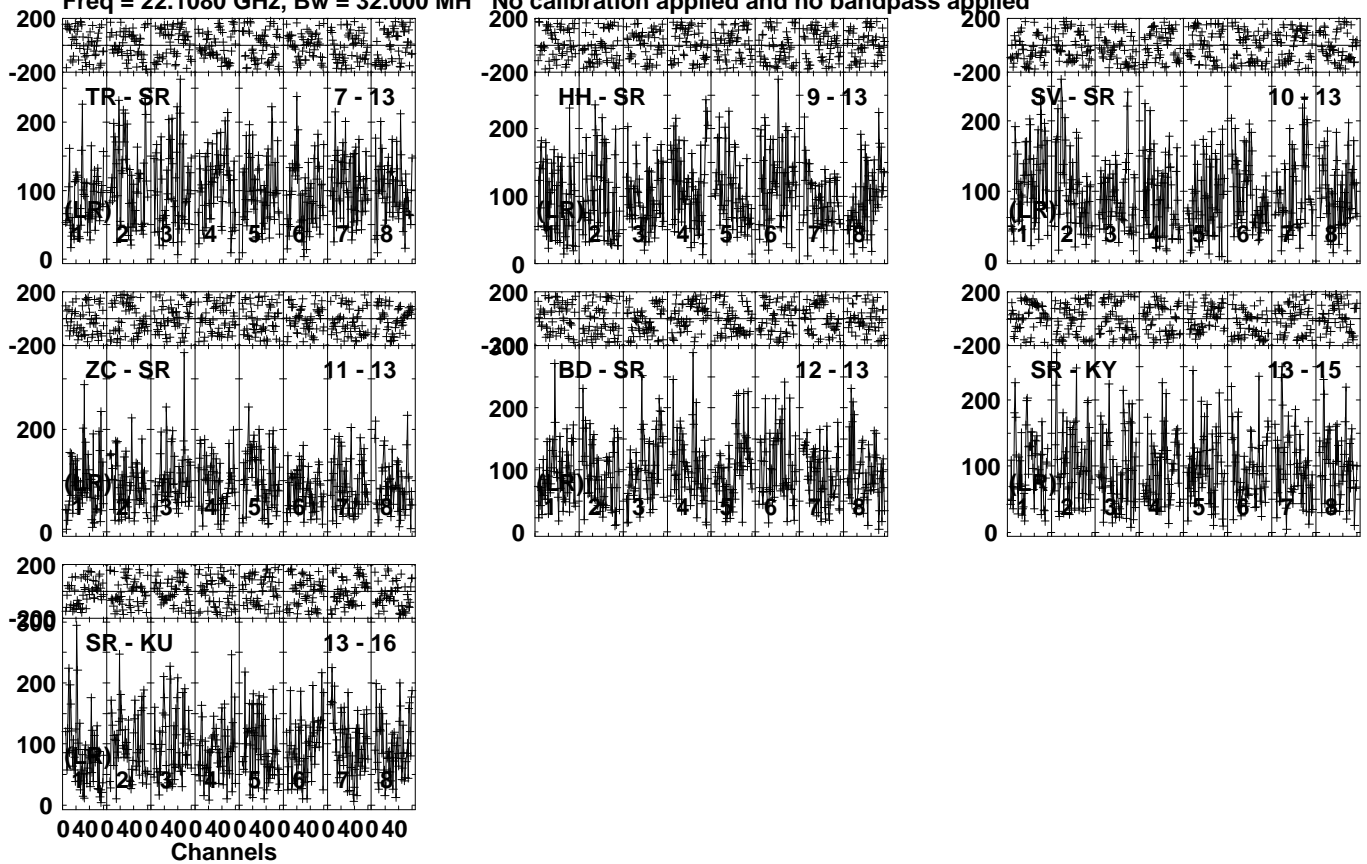 Freq = 22.1080 GHz, Bw = 32.000 MH No calibration applied and no bandpass applied
200 200 200
-200 -200 -200
TR - SR 7 - 13 HH - SR 9 - 13 SV - SR 10 - 13
200 200 200
100 100 100
(LR) (LR) (LR)
1 2 3 4 5 6 7 8 1 2 3 4 5 6 7 8 1 2 3 4 5 6 7 8
0 0 0
200 200 200
-200 -200 -200
300
ZC - SR 11 - 13 BD - SR 12 - 13 SR - KY 13 - 15
200 200 200
100 100
(LR) (LR) (LR)
1 2 3 4 5 6 7 8 1 2 3 4 5 6 7 8 1 2 3 4 5 6 7 8
0 0 0
200
-200
300
SR - KU 13 - 16
200
100
(LR)
1 2 3 4 5 6 7 8
0
0 40 0 40 0 40 0 40 0 40 0 40 0 40 0 40
Channels